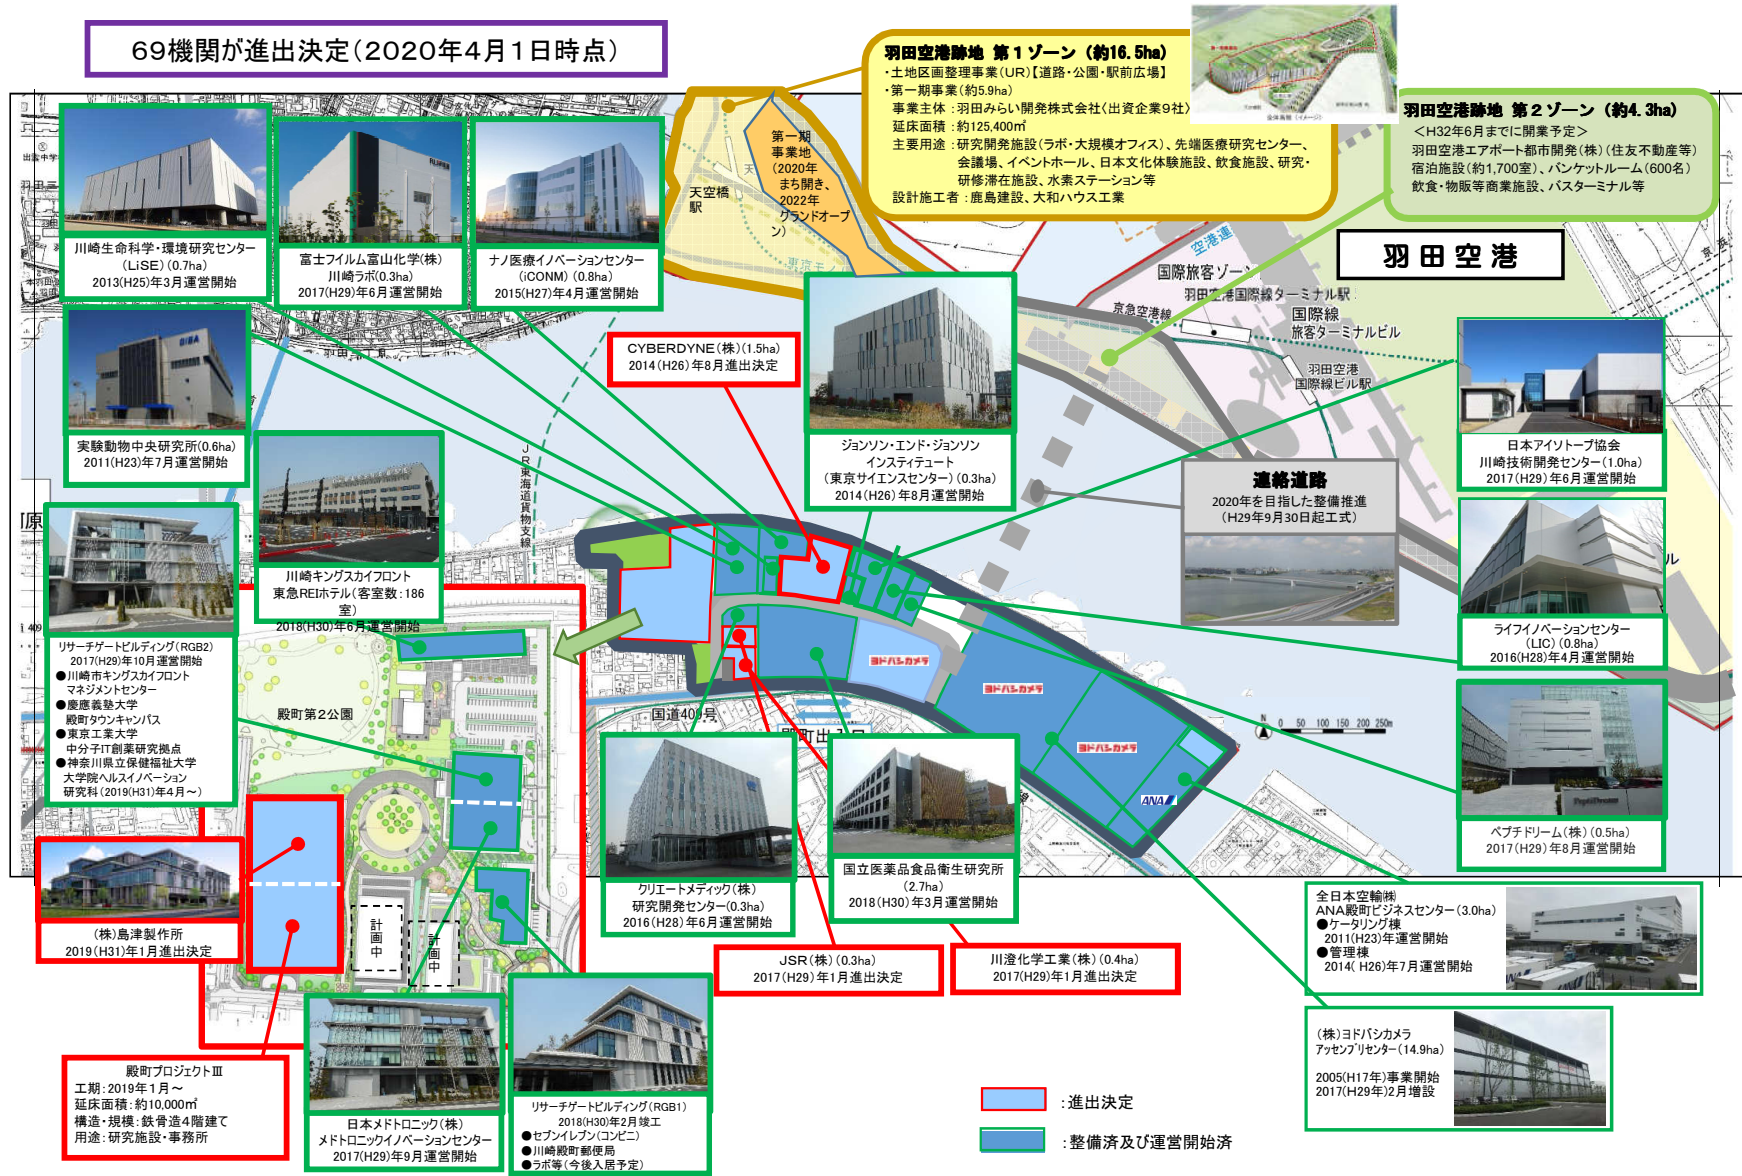 69機関が進出決定(2020年4月1日時点)
羽田空港跡地 第1ゾーン (約16.5ha)
・土地区画整理事業(UR)【道路・公園・駅前広場】
・第一期事業(約5.9ha)
事業主体:羽田みらい開発株式会社(出資企業9社)
延床面積:約125,400㎡
主要用途:研究開発施設(ラボ・大規模オフィス)、先端医療研究センター、
会議場、イベントホール、日本文化体験施設、飲食施設、研究・
研修滞在施設、水素ステーション等
設計施工者:鹿島建設、大和ハウス工業
全体鳥瞰(イメージ)
羽田空港跡地 第2ゾーン (約4.3ha)
<H32年6月までに開業予定>
羽田空港エアポート都市開発(株)(住友不動産等)
宿泊施設(約1,700室)、バンケットルーム(600名)
飲食・物販等商業施設、バスターミナル等
第一期
事業地
(2020年
まち開き、
2022年
グランドオープ
ン)
天空橋
駅
羽田空港
国際旅客ゾーン
羽田空港国際線ターミナル駅
国際線
旅客ターミナルビル
京急空港線
羽田空港
国際線ビル駅
川崎生命科学・環境研究センター
(LiSE)(0.7ha)
2013(H25)年3月運営開始
富士フイルム富山化学(株)
川崎ラボ(0.3ha)
2017(H29)年6月運営開始
ナノ医療イノベーションセンター
(iCONM)(0.8ha)
2015(H27)年4月運営開始
実験動物中央研究所(0.6ha)
2011(H23)年7月運営開始
CYBERDYNE(株)(1.5ha)
2014(H26)年8月進出決定
ジョンソン・エンド・ジョンソン
インスティテュート
(東京サイエンスセンター)(0.3ha)
2014(H26)年8月運営開始
連絡道路
2020年を目指した整備推進
(H29年9月30日起工式)
日本アイソトープ協会
川崎技術開発センター(1.0ha)
2017(H29)年6月運営開始
JR東海道貨物支線
川崎キングスカイフロント
東急REIホテル(客室数:186
室)
2018(H30)年6月運営開始
ライフイノベーションセンター
(LIC)(0.8ha)
2016(H28)年4月運営開始
リサーチゲートビルディング(RGB2)
2017(H29)年10月運営開始
●川崎市キングスカイフロント
マネジメントセンター
●慶應義塾大学
殿町タウンキャンパス
●東京工業大学
中分子IT創薬研究拠点
●神奈川県立保健福祉大学
大学院ヘルスイノベーション
研究科(2019(H31)年4月~)
殿町第2公園
国道409号
ヨドバシカメラ
ヨドバシカメラ
ヨドバシカメラ
ANA
N 0 50 100 150 200 250m
ペプチドリーム(株)(0.5ha)
2017(H29)年8月運営開始
クリエートメディック(株)
研究開発センター(0.3ha)
2016(H28)年6月運営開始
国立医薬品食品衛生研究所
(2.7ha)
2018(H30)年3月運営開始
(株)島津製作所
2019(H31)年1月進出決定
計画中
計画中
JSR(株)(0.3ha)
2017(H29)年1月進出決定
川澄化学工業(株)(0.4ha)
2017(H29)年1月進出決定
全日本空輸㈱
ANA殿町ビジネスセンター(3.0ha)
●ケータリング棟
2011(H23)年運営開始
●管理棟
2014(H26)年7月運営開始
(株)ヨドバシカメラ
アッセンブリセンター(14.9ha)
2005(H17年)事業開始
2017(H29年)2月増設
殿町プロジェクトⅢ
工期:2019年1月~
延床面積:約10,000㎡
構造・規模:鉄骨造4階建て
用途:研究施設・事務所
日本メドトロニック(株)
メドトロニックイノベーションセンター
2017(H29)年9月運営開始
リサーチゲートビルディング(RGB1)
2018(H30)年2月竣工
●セブンイレブン(コンビニ)
●川崎殿町郵便局
●ラボ等(今後入居予定)
:進出決定
:整備済及び運営開始済